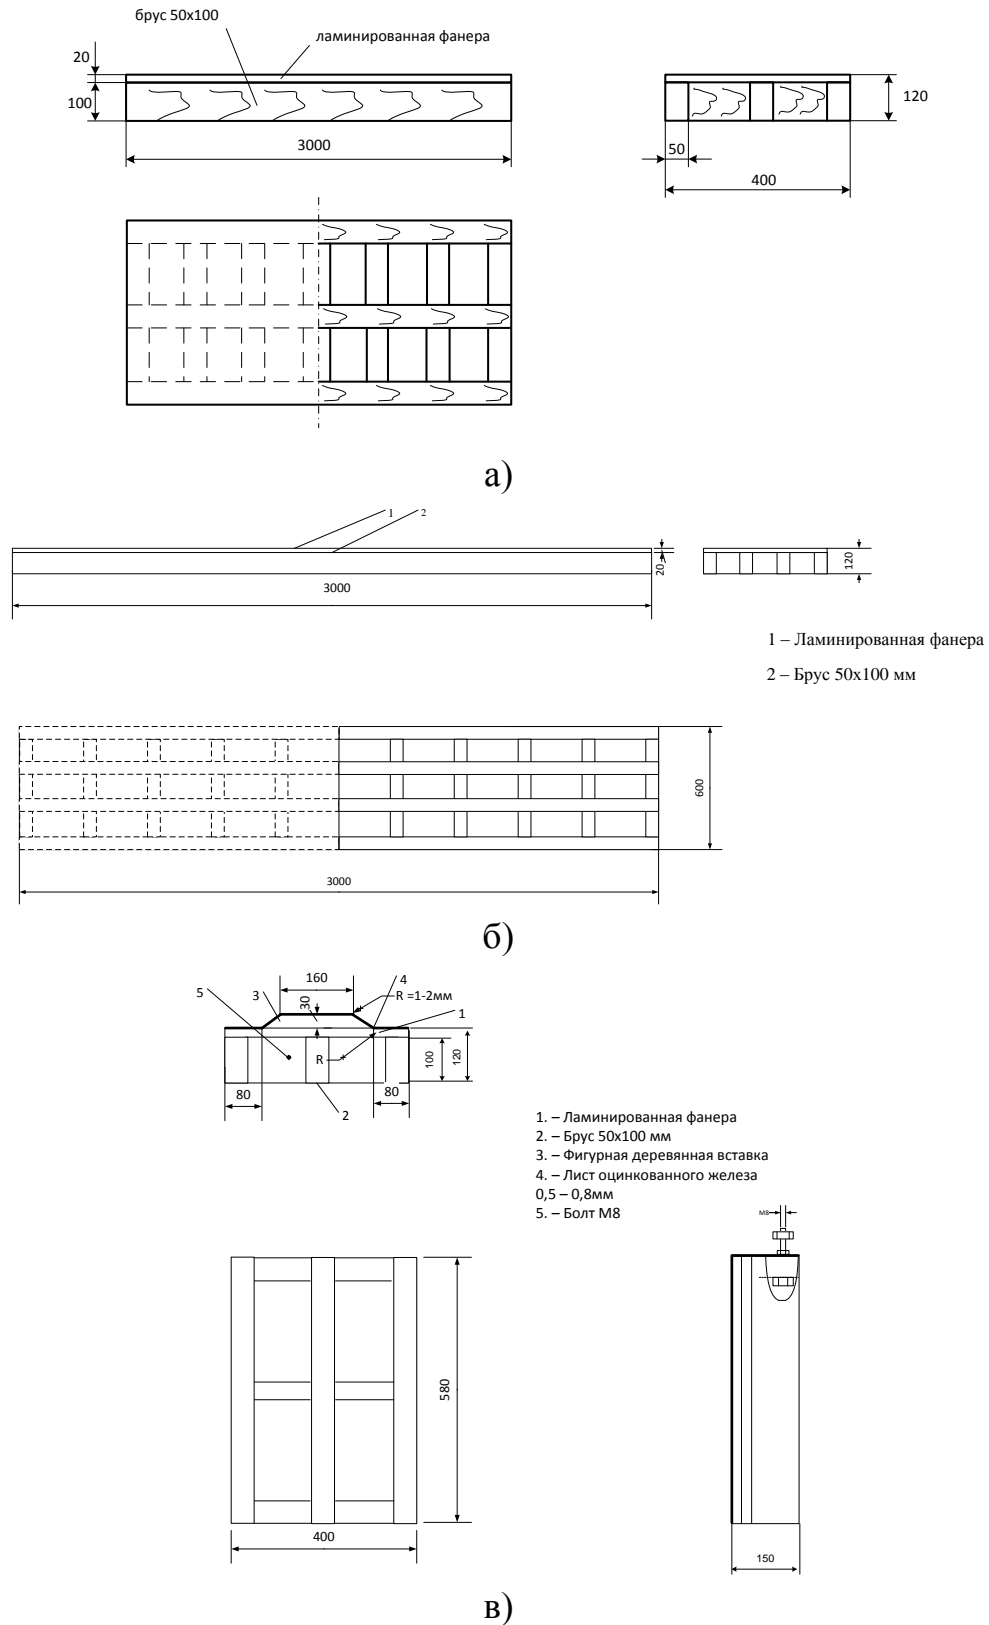 брус 50х100
ламинированная фанера
20
100
3000
120
50
400
а)
1
2
20
3000
120
1 – Ламинированная фанера
2 – Брус 50х100 мм
600
3000
б)
160
4
5
3
30
R =1-2мм
1
R
100
120
80
80
2
1. – Ламинированная фанера
2. – Брус 50х100 мм
3. – Фигурная деревянная вставка
4. – Лист оцинкованного железа
0,5 – 0,8мм
5. – Болт М8
М8
580
400
150
в)